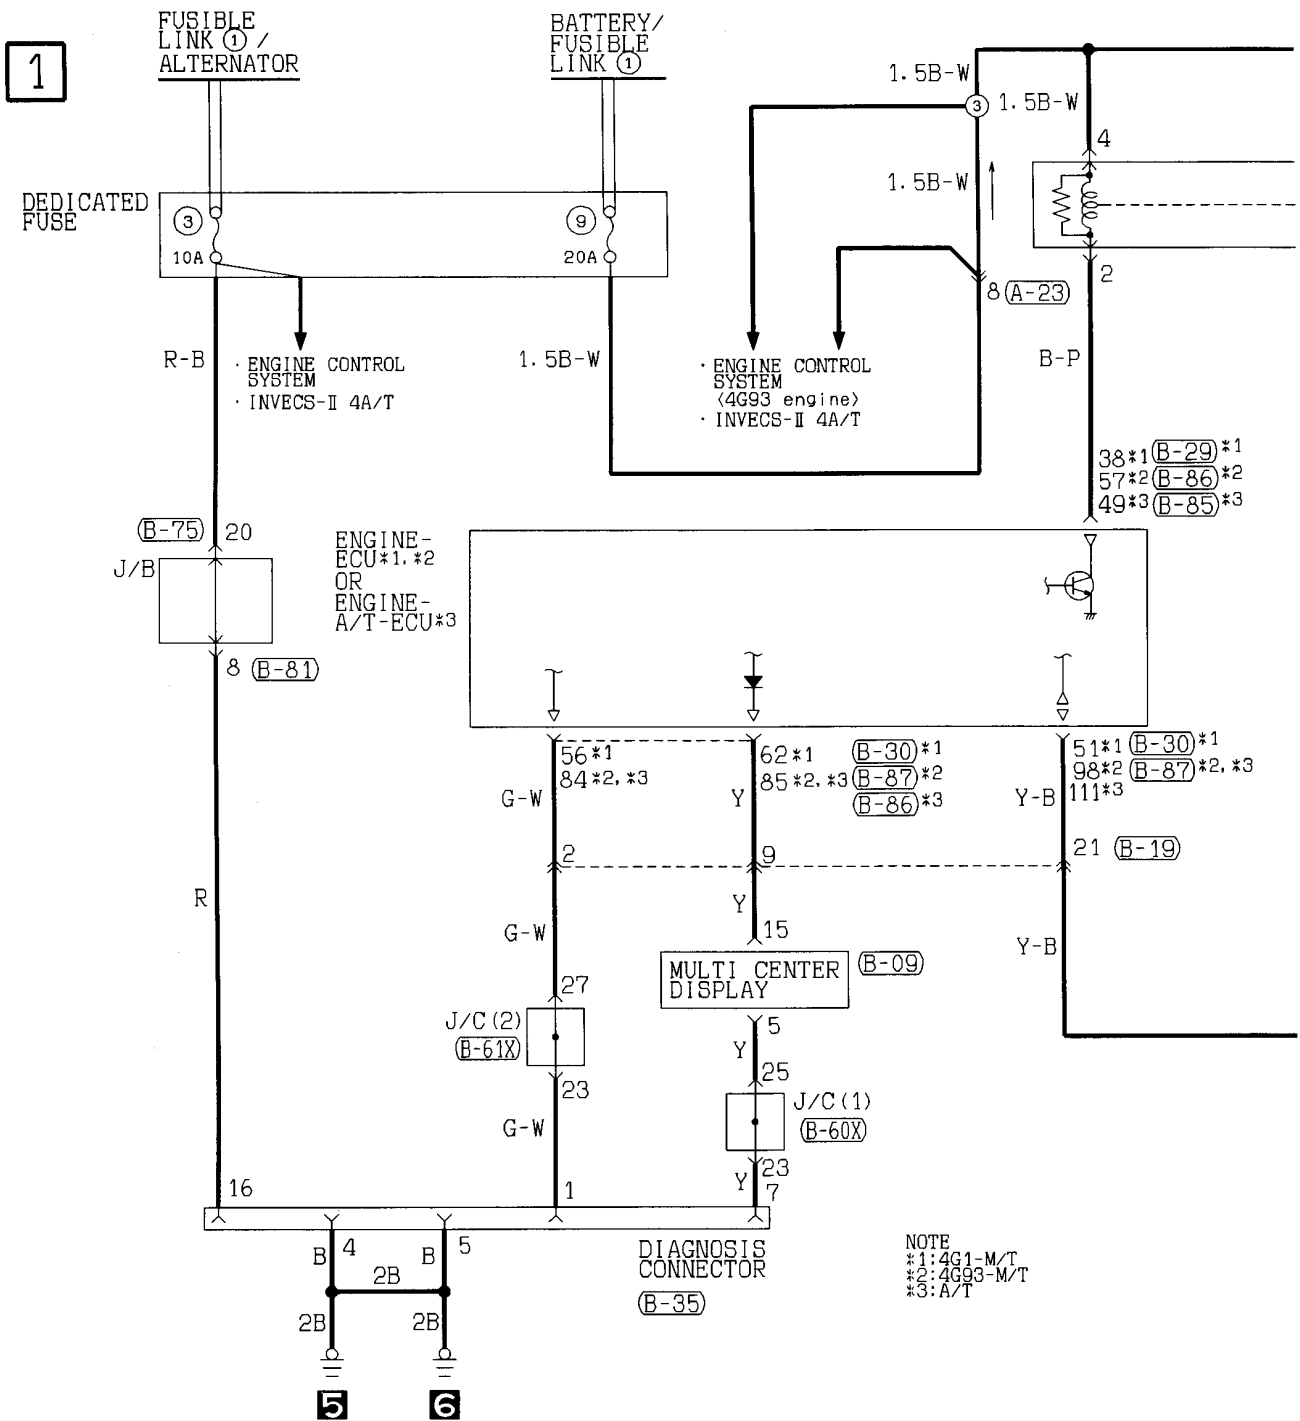 1
FUSIBLE
LINK ① /
ALTERNATOR
BATTERY/
FUSIBLE
LINK ①
1.5B-W
③
1.5B-W
4
DEDICATED
FUSE
③
10A
⑨
20A
1.5B-W
8
A-23
2
R-B
· ENGINE CONTROL
SYSTEM
· INVECS-Ⅱ 4A/T
1.5B-W
· ENGINE CONTROL
SYSTEM
(4G93 engine)
· INVECS-Ⅱ 4A/T
B-P
38*1 B-29 *1
57*2 B-86 *2
49*3 B-85 *3
B-75
20
J/B
8
B-81
ENGINE-
ECU*1,*2
OR
ENGINE-
A/T-ECU*3
56*1
84*2,*3
62*1
85*2,*3
B-30 *1
B-87 *2
B-86 *3
51*1 B-30 *1
98*2 B-87 *2,*3
111*3
G-W
Y
Y-B
2
9
21
B-19
R
G-W
Y
15
Y-B
MULTI CENTER
DISPLAY
B-09
27
J/C(2)
B-61X
23
5
Y
25
J/C(1)
B-60X
23
G-W
Y
16
1
7
4
5
B
B
2B
2B
2B
5
6
DIAGNOSIS
CONNECTOR
B-35
NOTE
*1:4G1-M/T
*2:4G93-M/T
*3:A/T